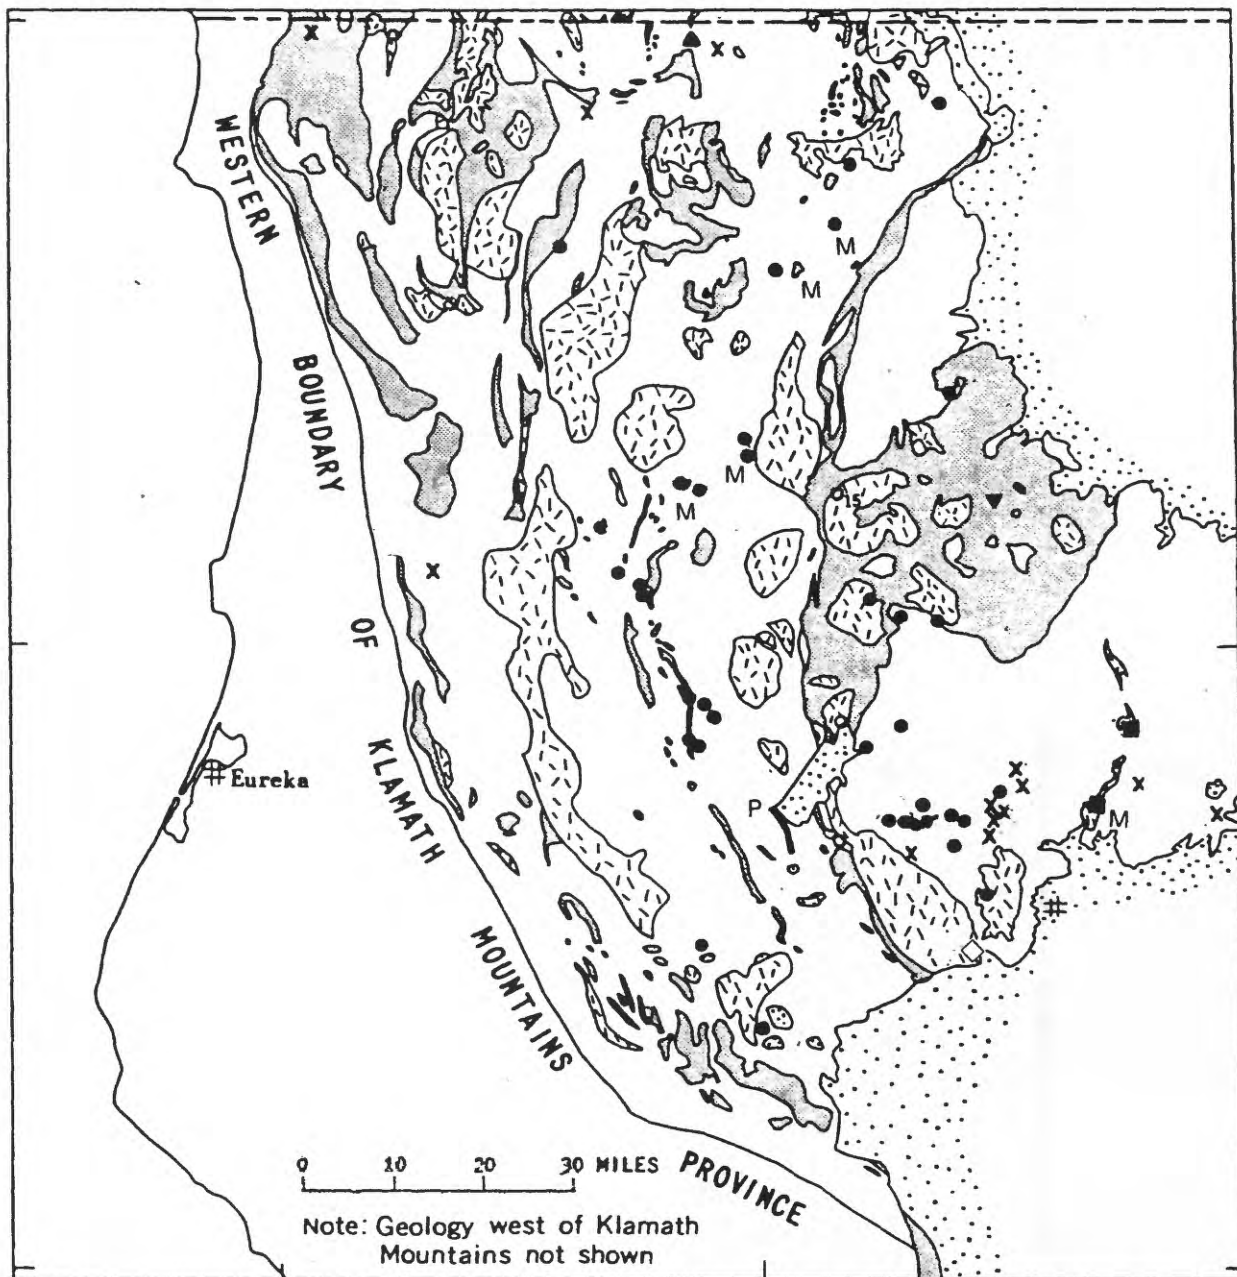 WESTERN
BOUNDARY
OF
KLAMATH
MOUNTAINS
PROVINCE
M
M
M
M
P
M
Eureka
0 10 20 30 MILES
Note: Geology west of Klamath
Mountains not shown